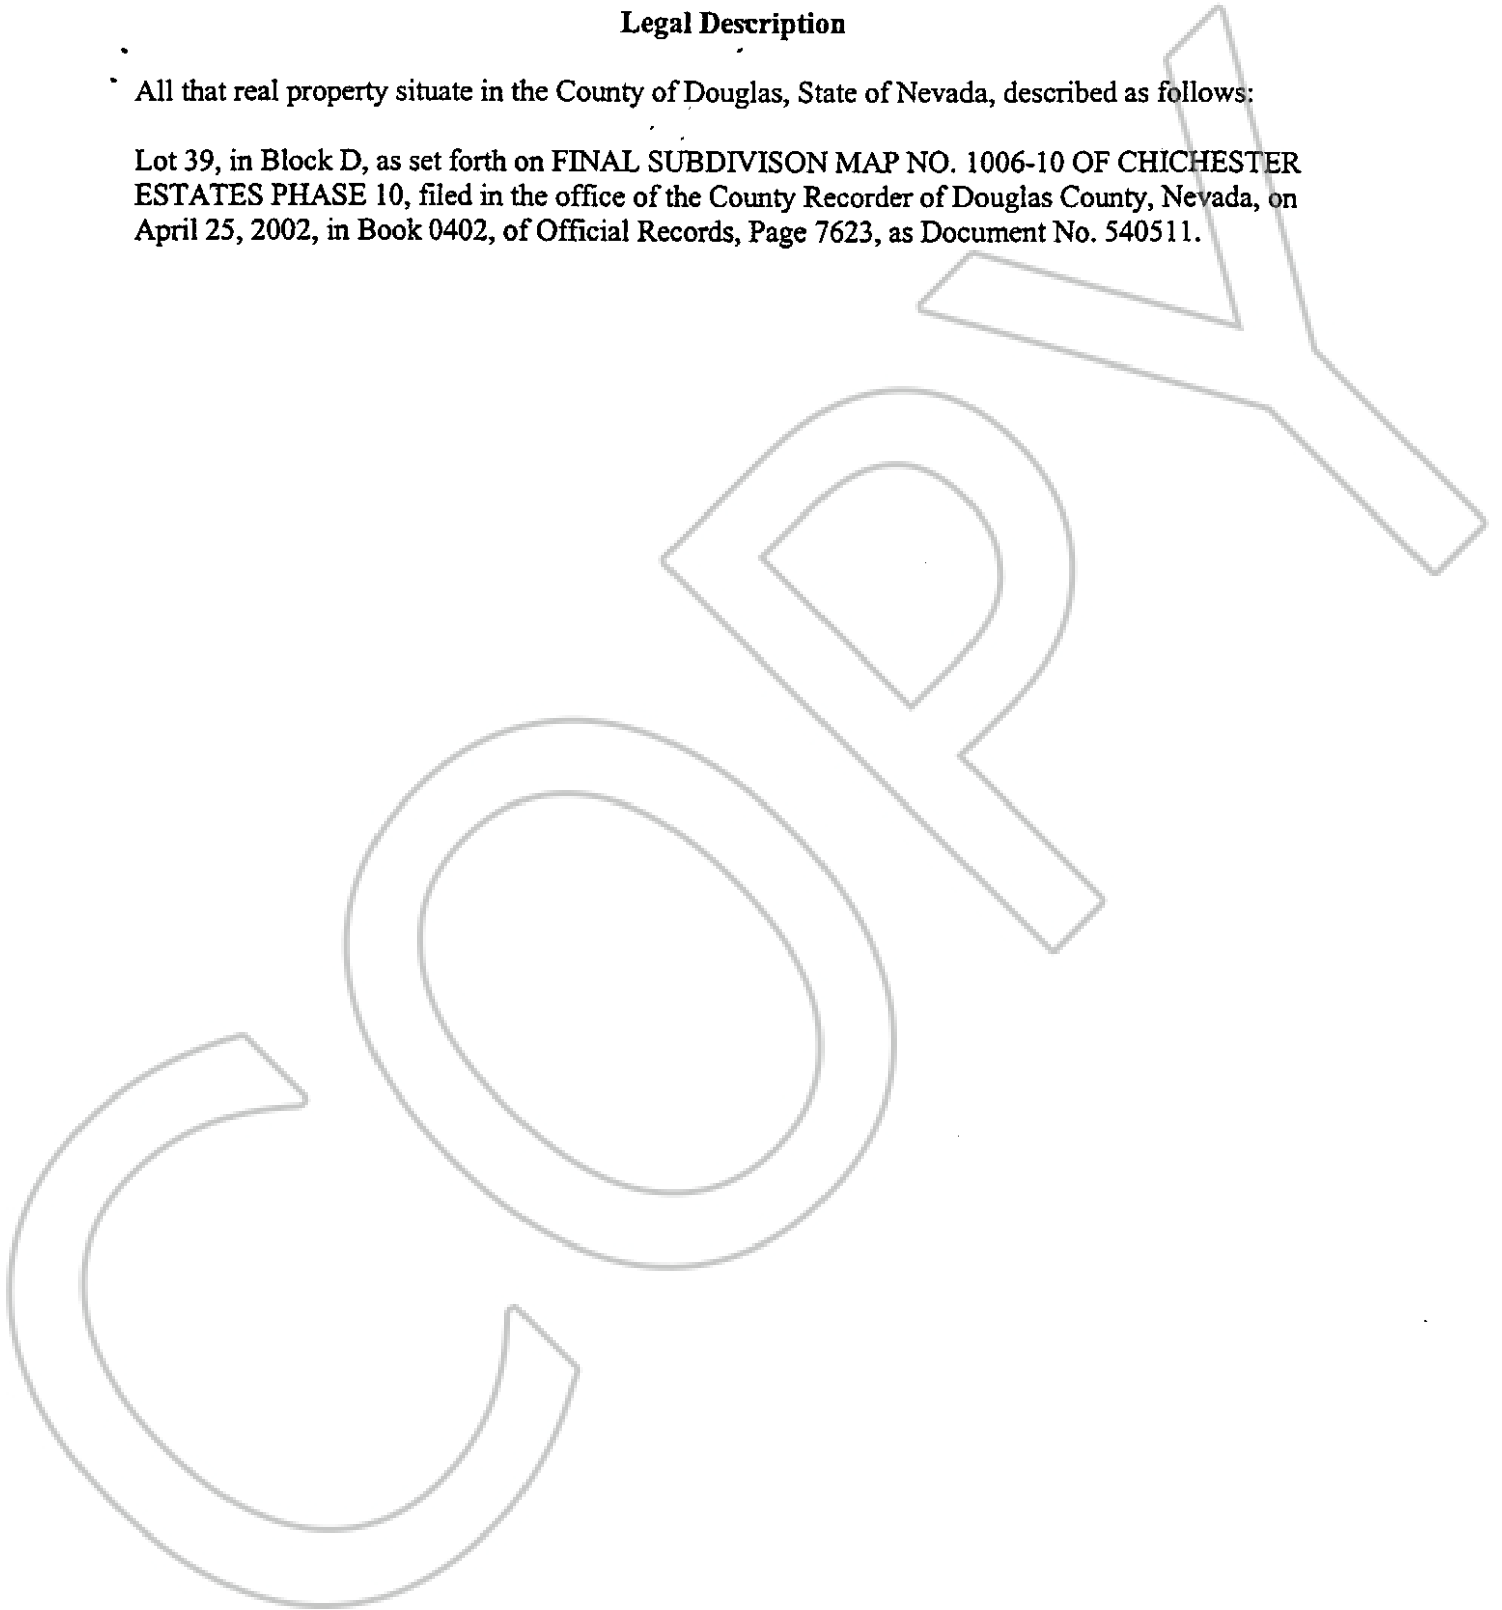 Legal Description
All that real property situate in the County of Douglas, State of Nevada, described as follows:
Lot 39, in Block D, as set forth on FINAL SUBDIVISON MAP NO. 1006-10 OF CHICHESTER
ESTATES PHASE 10, filed in the office of the County Recorder of Douglas County, Nevada, on
April 25, 2002, in Book 0402, of Official Records, Page 7623, as Document No. 540511.
COPY